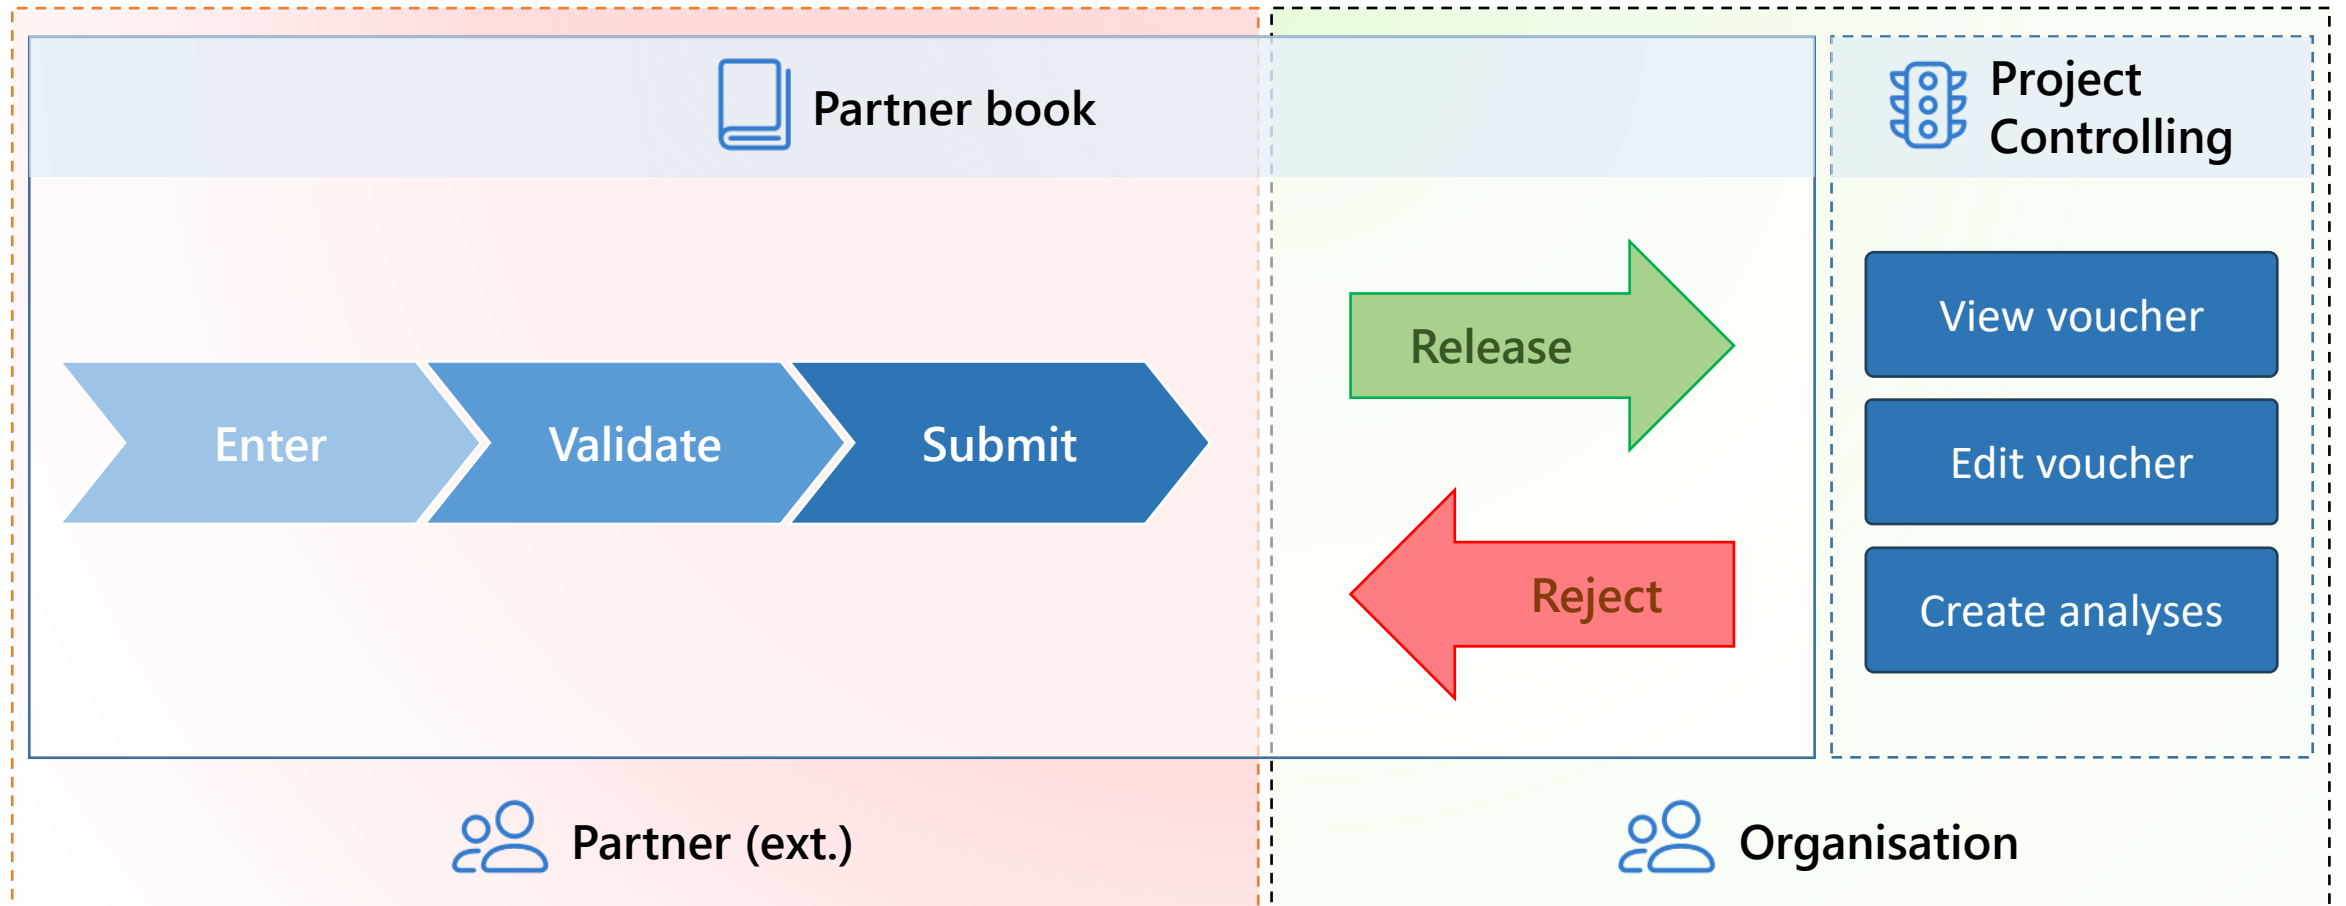 Partner book
Project
Controlling
Enter
Validate
Submit
Release
Reject
View voucher
Edit voucher
Create analyses
Partner (ext.)
Organisation